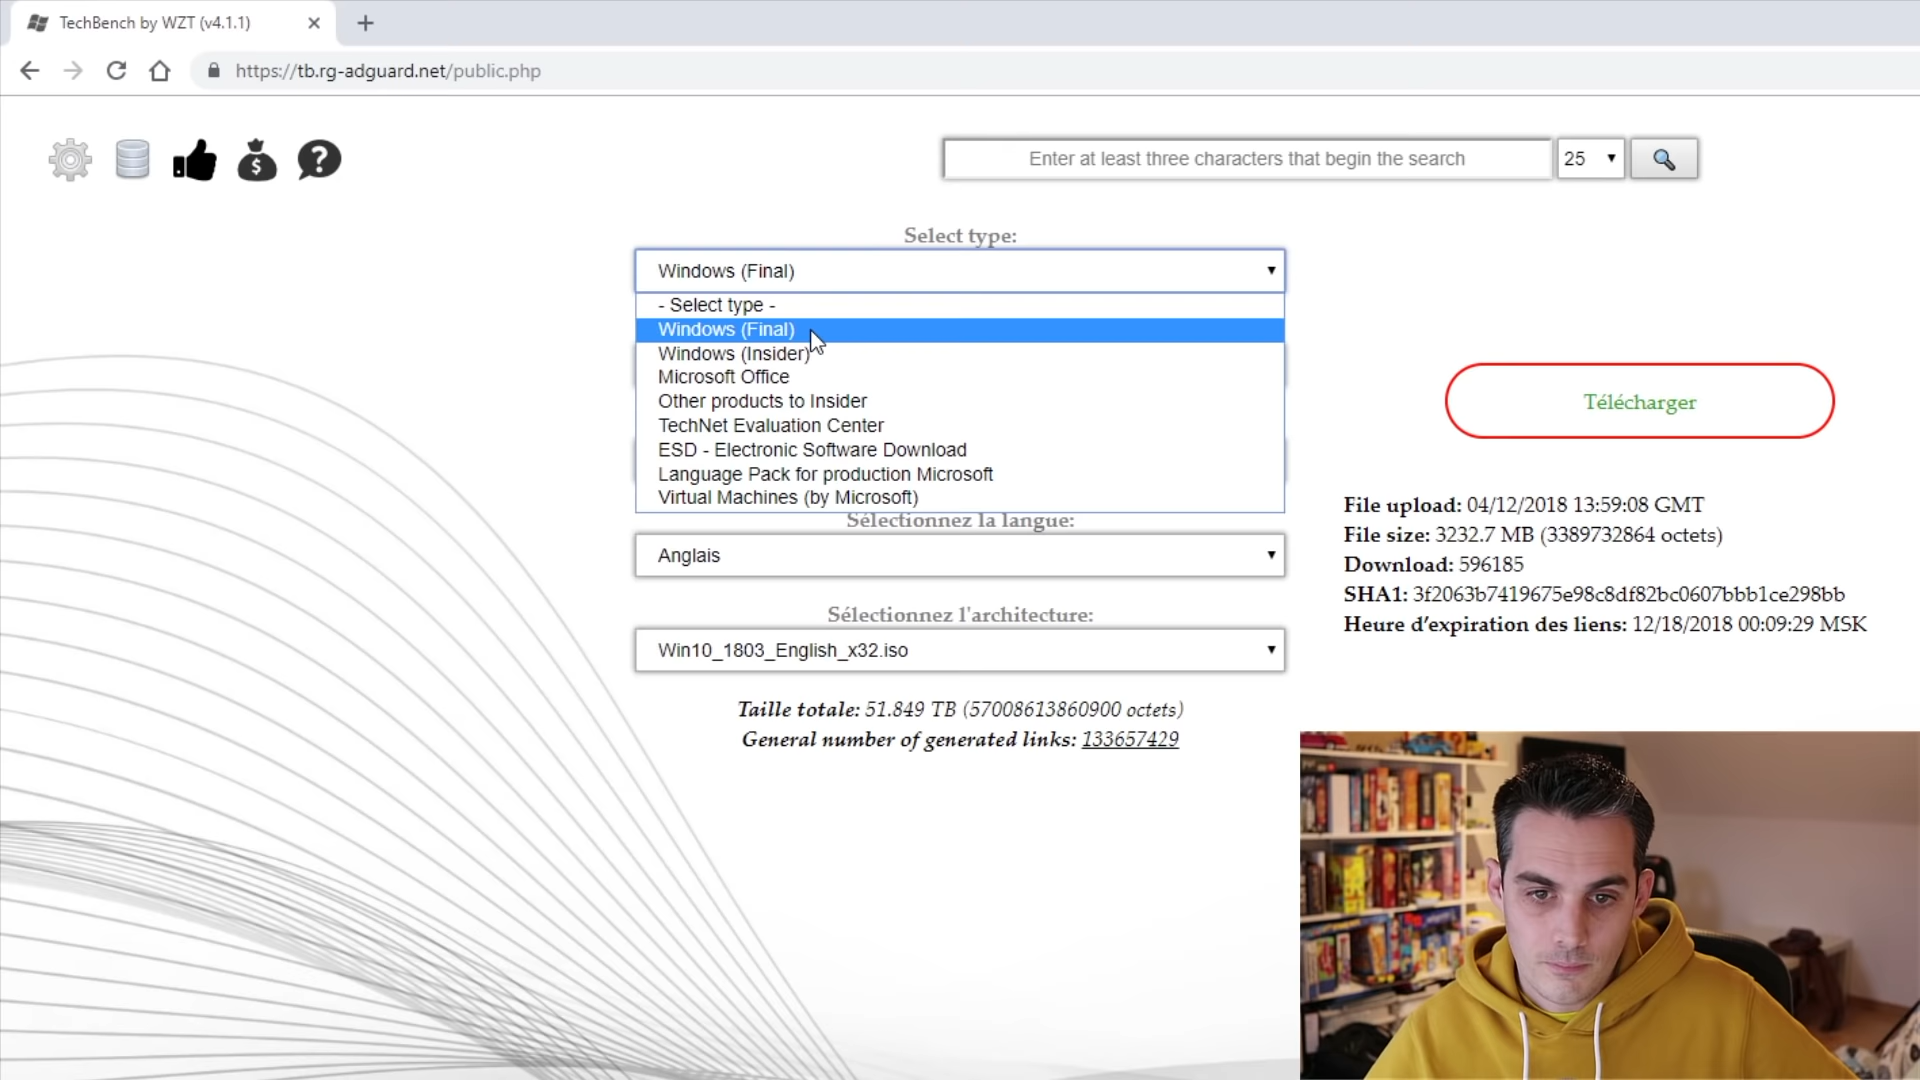 TechBench by WZT (v4.1.1)
https://tb.rg-adguard.net/public.php
Enter at least three characters that begin the search
25
Select type:
Windows (Final)
- Select type -
Windows (Final)
Windows (Insider)
Microsoft Office
Other products to Insider
TechNet Evaluation Center
ESD - Electronic Software Download
Language Pack for production Microsoft
Virtual Machines (by Microsoft)
Sélectionnez la langue:
Anglais
Sélectionnez l'architecture:
Win10_1803_English_x32.iso
Taille totale: 51.849 TB (57008613860900 octets)
General number of generated links: 133657429
Télécharger
File upload: 04/12/2018 13:59:08 GMT
File size: 3232.7 MB (3389732864 octets)
Download: 596185
SHA1: 3f2063b7419675e98c8df82bc0607bbb1ce298bb
Heure d’expiration des liens: 12/18/2018 00:09:29 MSK